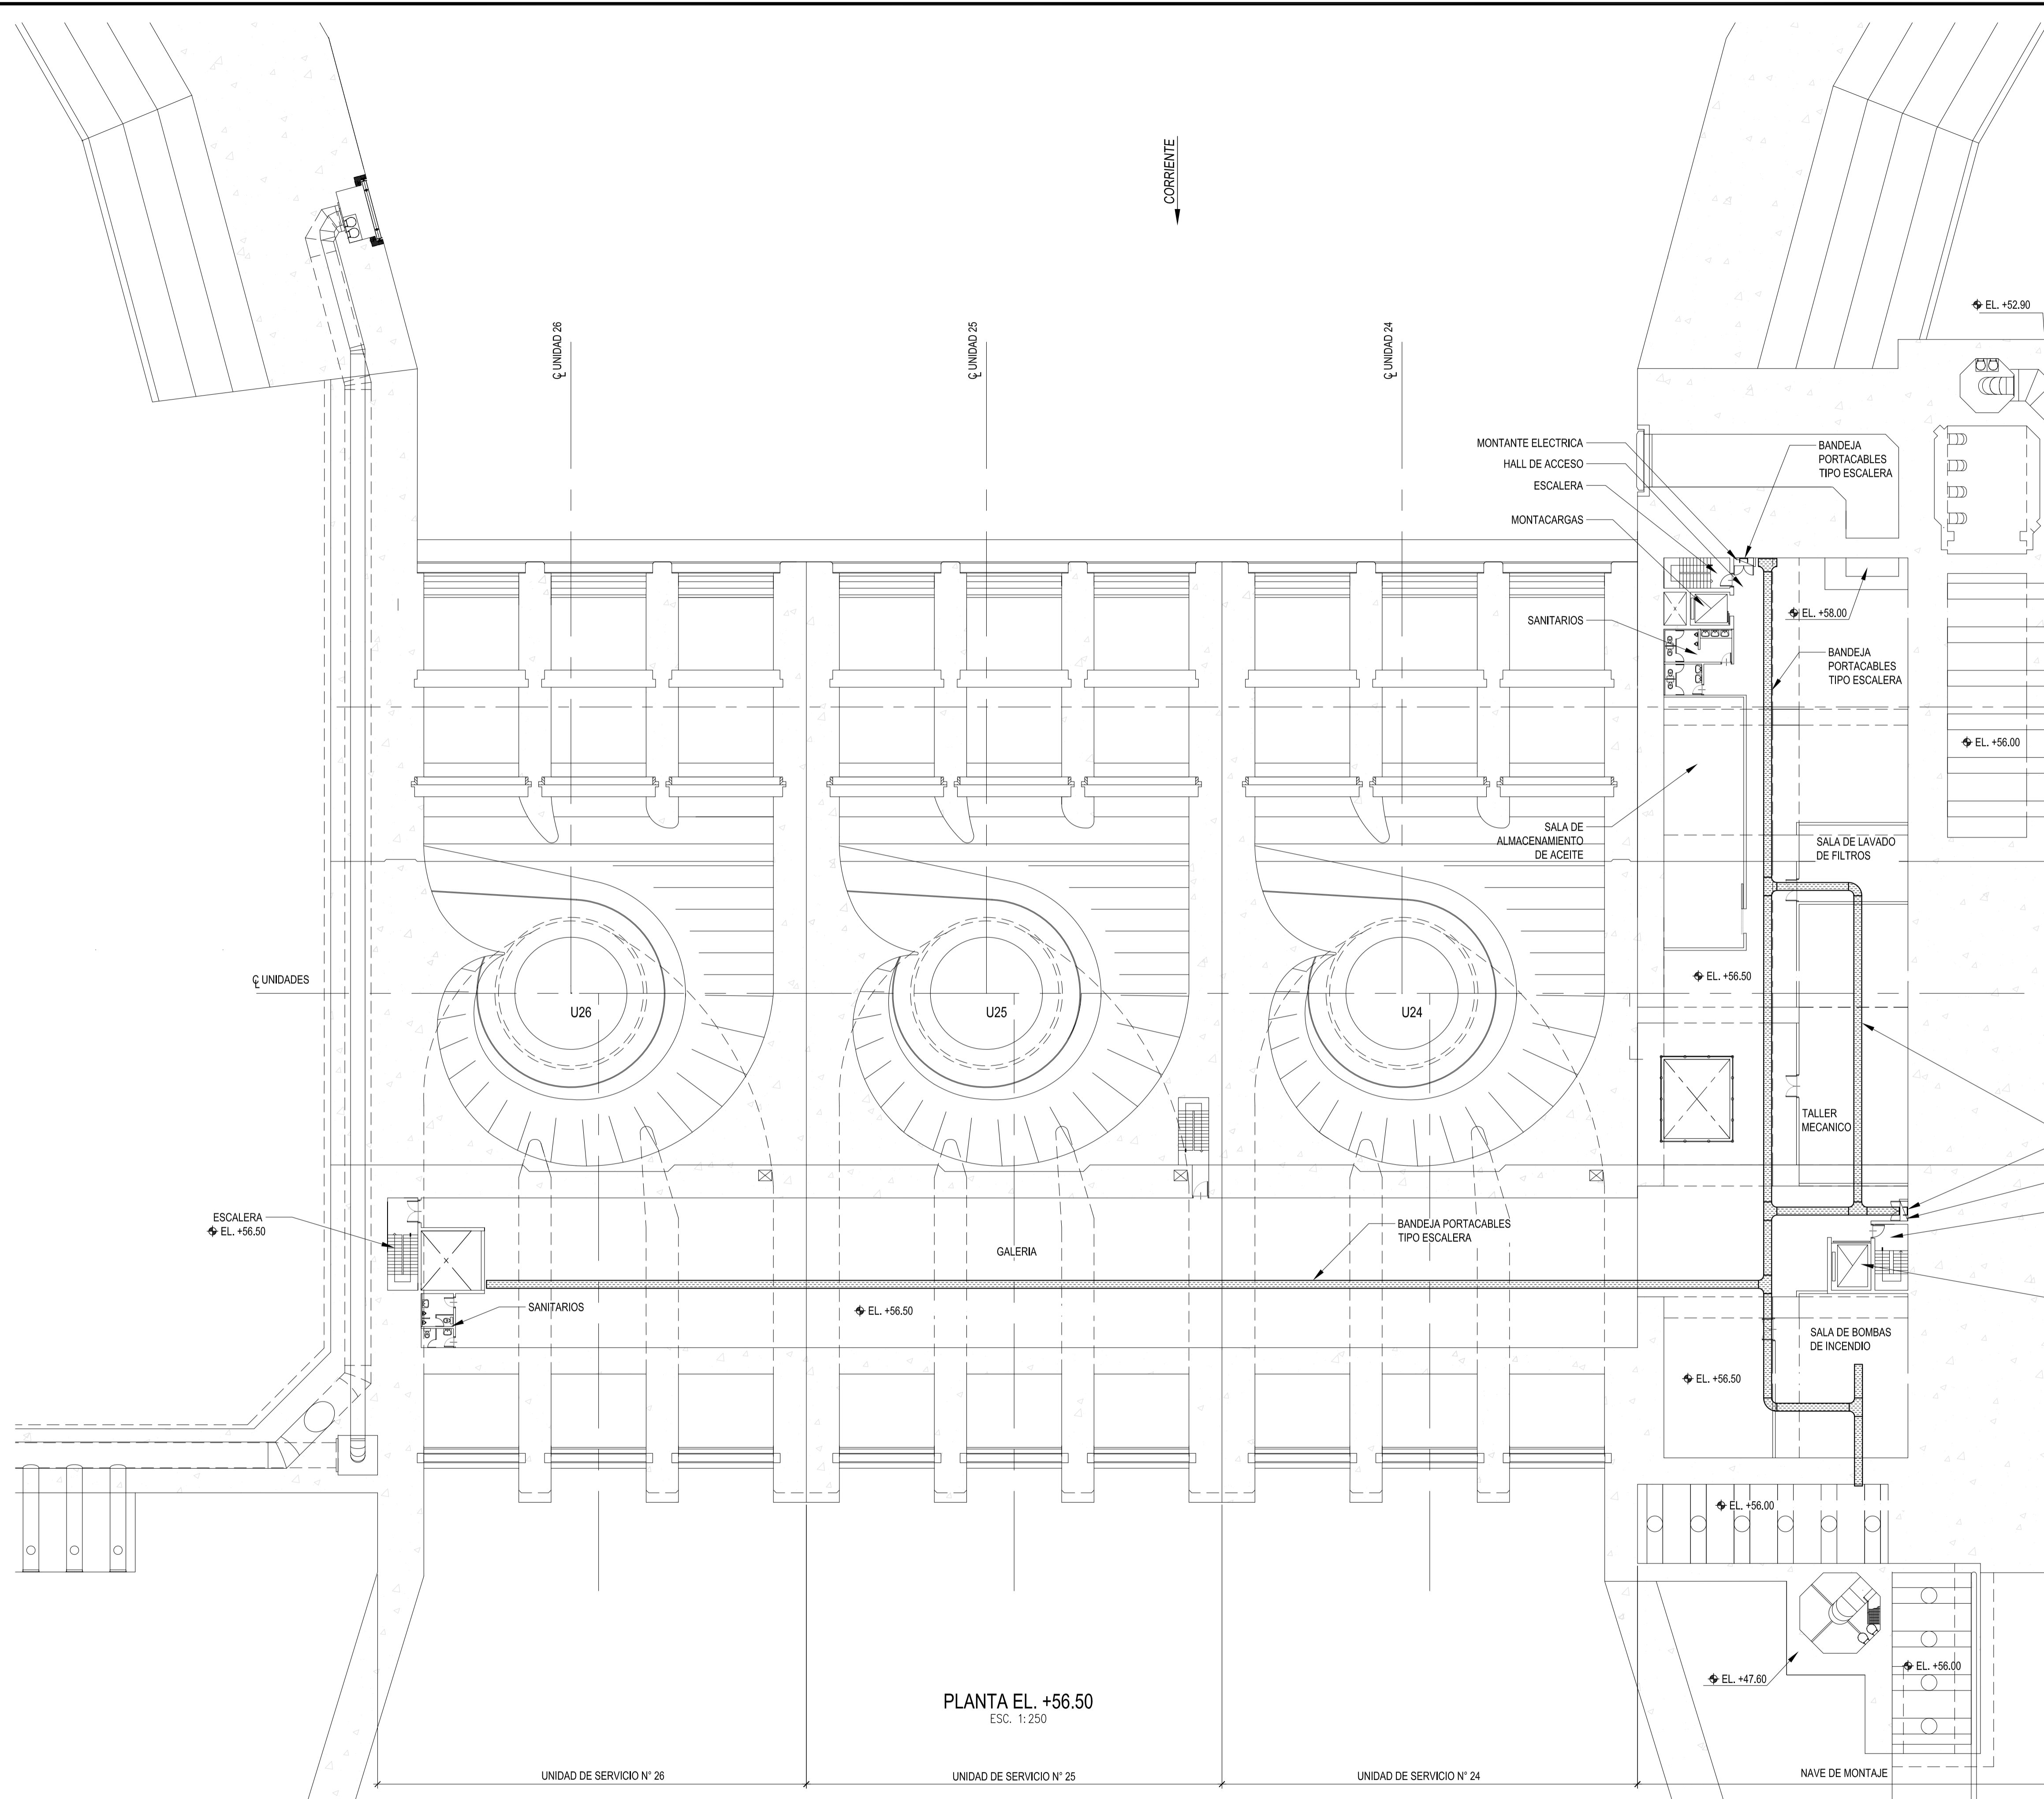 CORRIENTE
EL. +52.90
℄ UNIDAD 26
℄ UNIDAD 25
℄ UNIDAD 24
MONTANTE ELECTRICA
HALL DE ACCESO
ESCALERA
MONTACARGAS
BANDEJA
PORTACABLES
TIPO ESCALERA
EL. +58.00
SANITARIOS
BANDEJA
PORTACABLES
TIPO ESCALERA
EL. +56.00
SALA DE
ALMACENAMIENTO
DE ACEITE
SALA DE LAVADO
DE FILTROS
℄ UNIDADES
EL. +56.50
U26
U25
U24
TALLER
MECANICO
ESCALERA
EL. +56.50
GALERIA
BANDEJA PORTACABLES
TIPO ESCALERA
SANITARIOS
EL. +56.50
SALA DE BOMBAS
DE INCENDIO
EL. +56.50
EL. +56.00
EL. +47.60
EL. +56.00
PLANTA EL. +56.50
ESC. 1:250
UNIDAD DE SERVICIO N° 26
UNIDAD DE SERVICIO N° 25
UNIDAD DE SERVICIO N° 24
NAVE DE MONTAJE